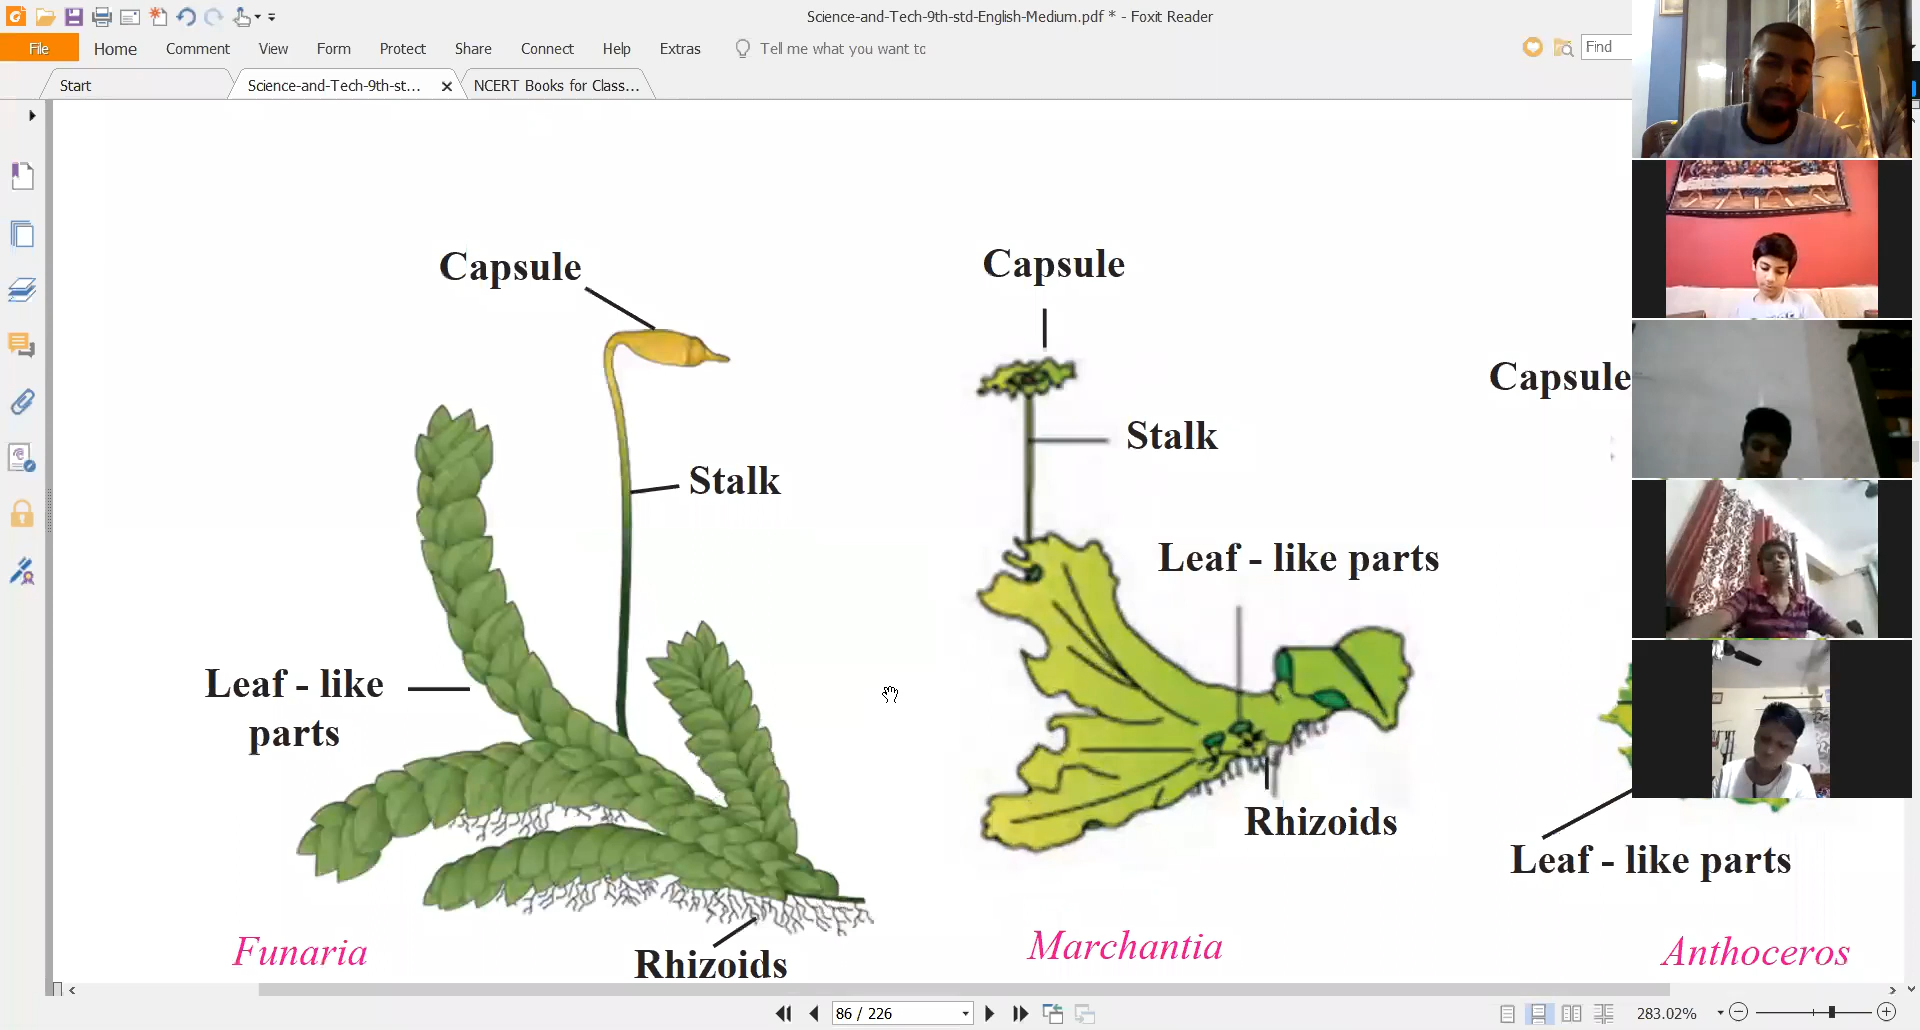 Science-and-Tech-9th-std-English-Medium.pdf * - Foxit Reader
File Home Comment View Form Protect Share Connect Help Extras Tell me what you want to Find
Start Science-and-Tech-9th-st... NCERT Books for Class...
Capsule
Stalk
Leaf - like
parts
Rhizoids
Funaria
Capsule
Stalk
Leaf - like parts
Rhizoids
Marchantia
Capsule
Leaf - like parts
Anthoceros
86 / 226
283.02%